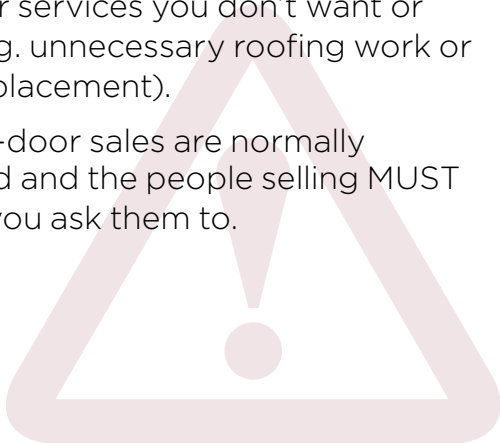 r services you don't want or
g. unnecessary roofing work or
placement).
-door sales are normally
d and the people selling MUST
you ask them to.